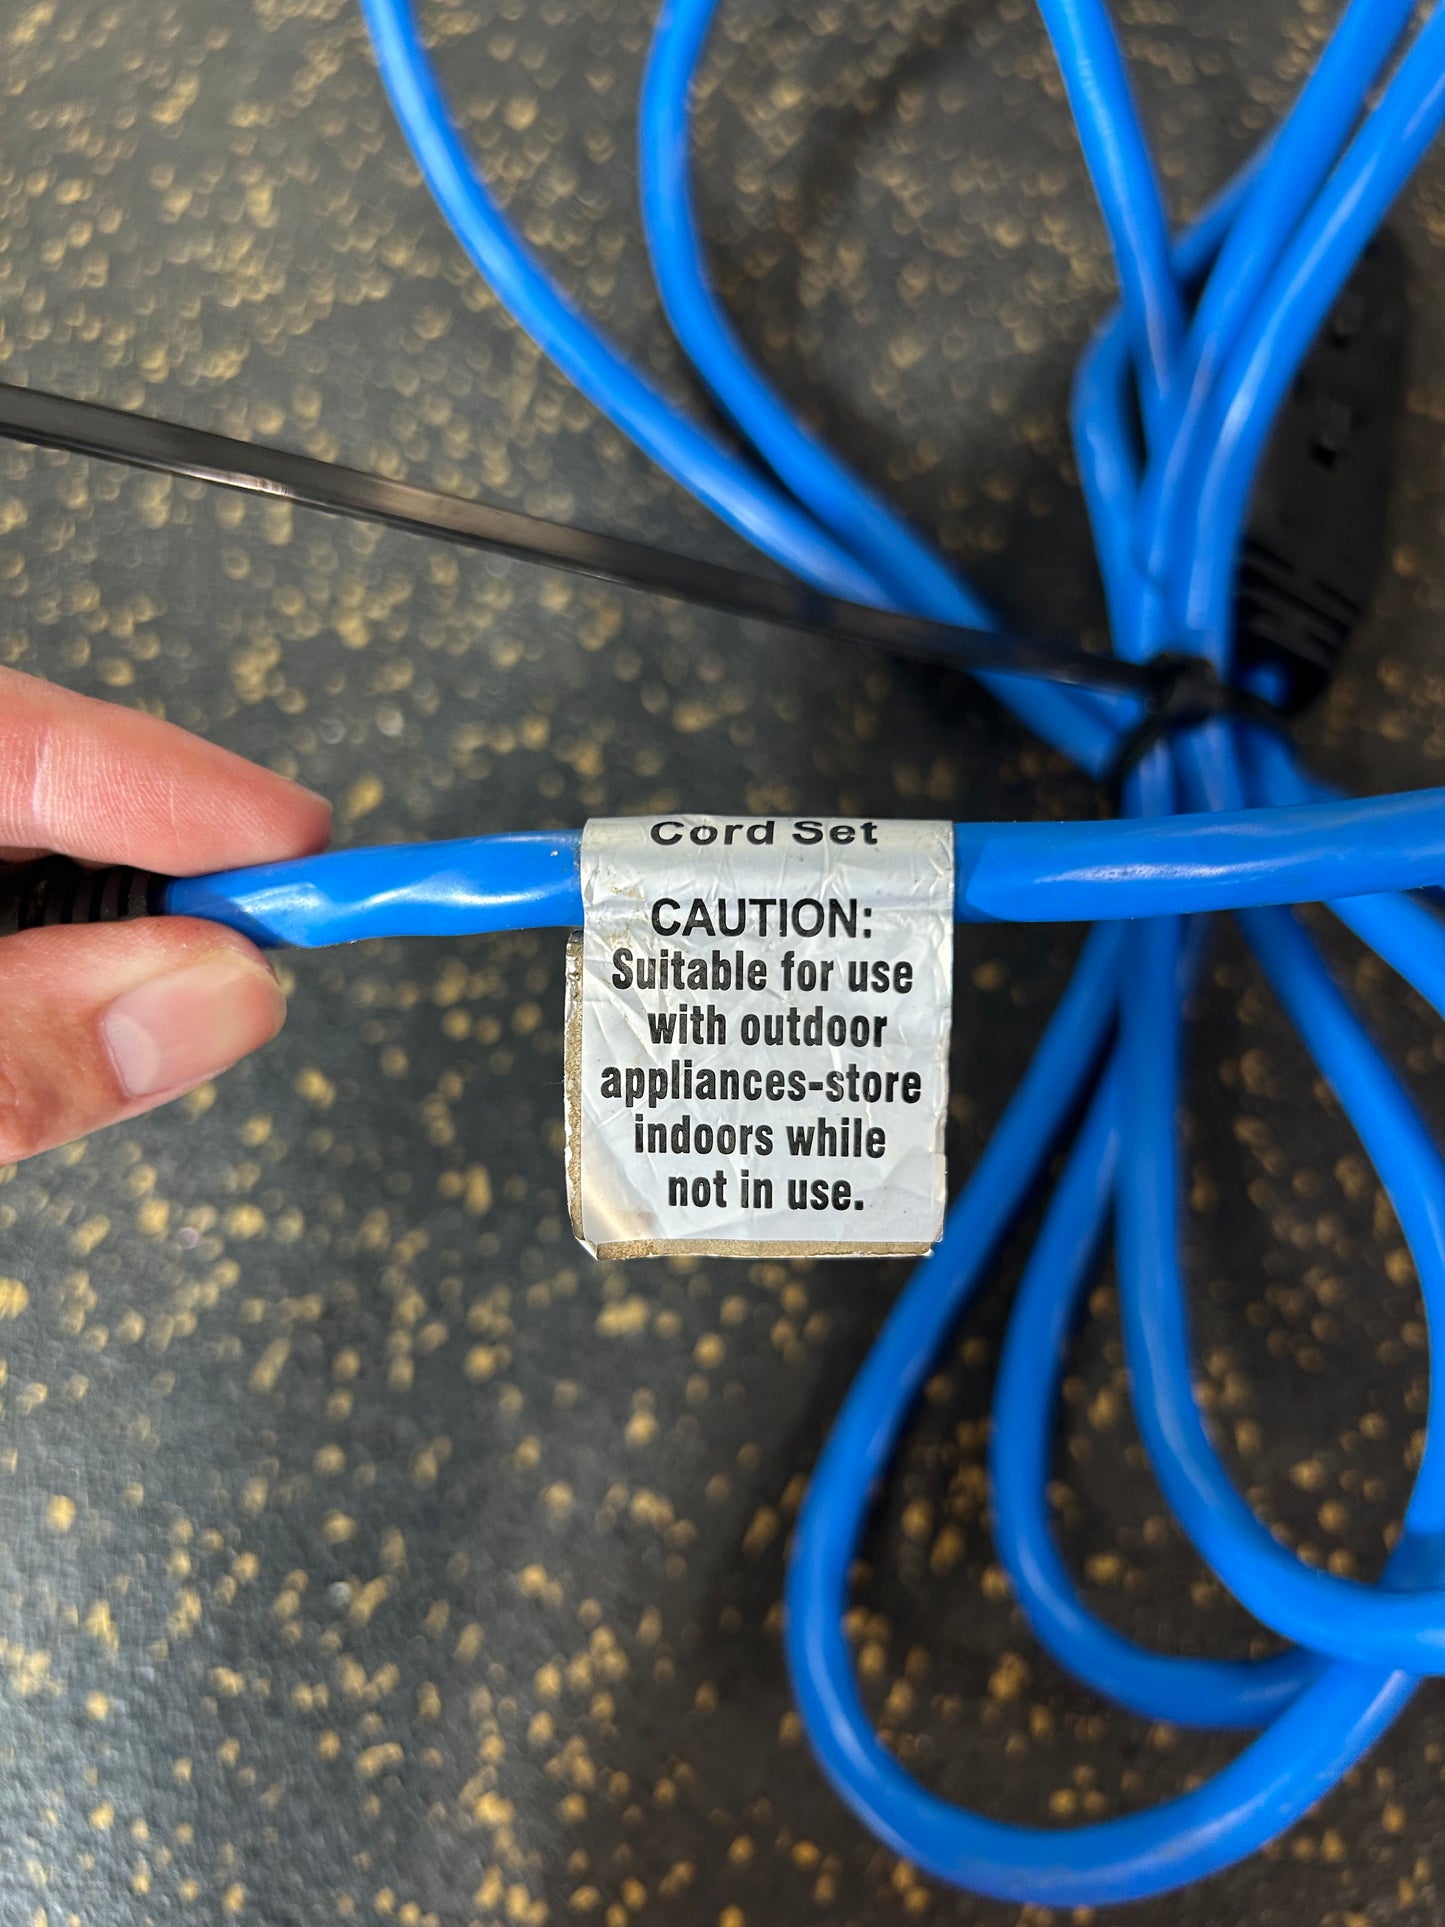 Cord Set
CAUTION:
Suitable for use
with outdoor
appliances-store
indoors while
not in use.